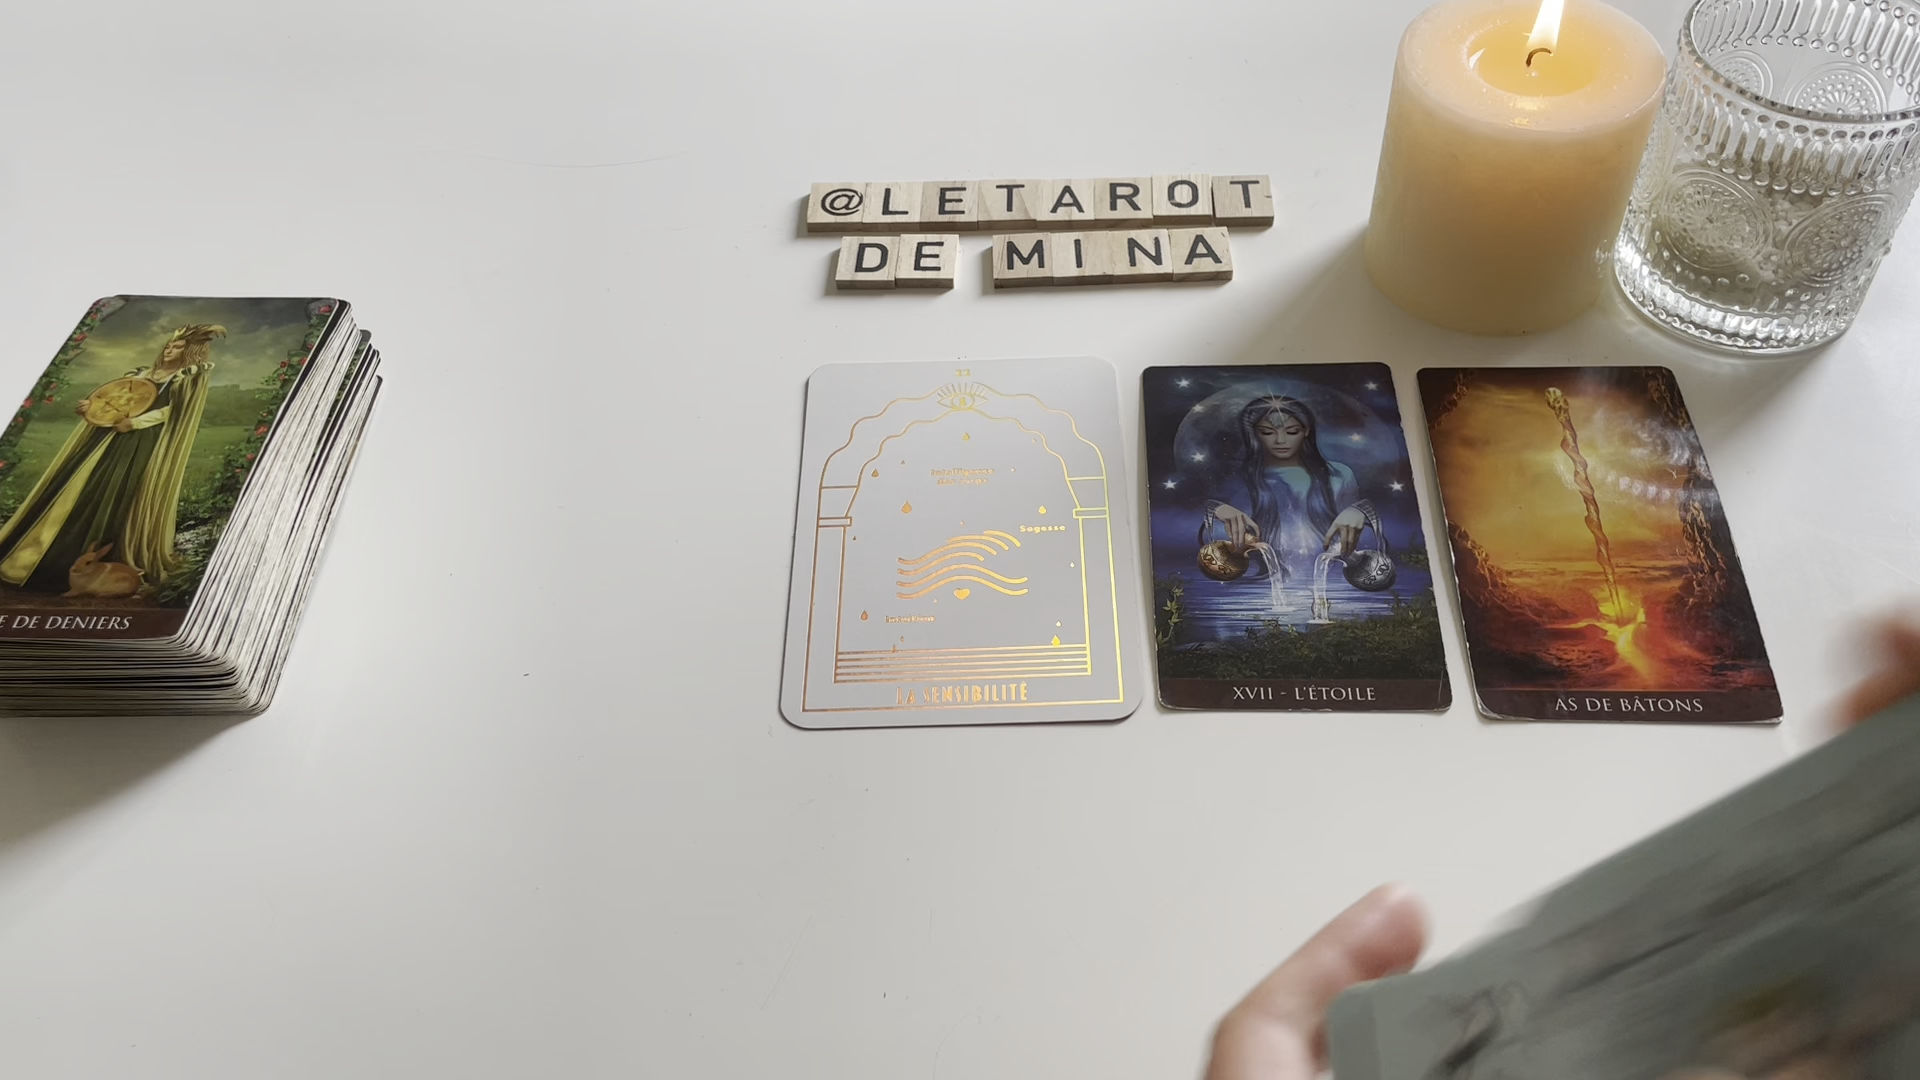 @LETAROT
DE MINA
Sagesse
LA SENSIBILITÉ
XVII - L'ÉTOILE
AS DE BÂTONS
E DE DENIERS